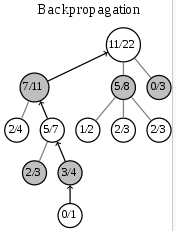 Backpropagation
11/22
7/11 5/8 0/3
2/4 5/7 1/2 2/3 2/3
2/3 3/4
0/1